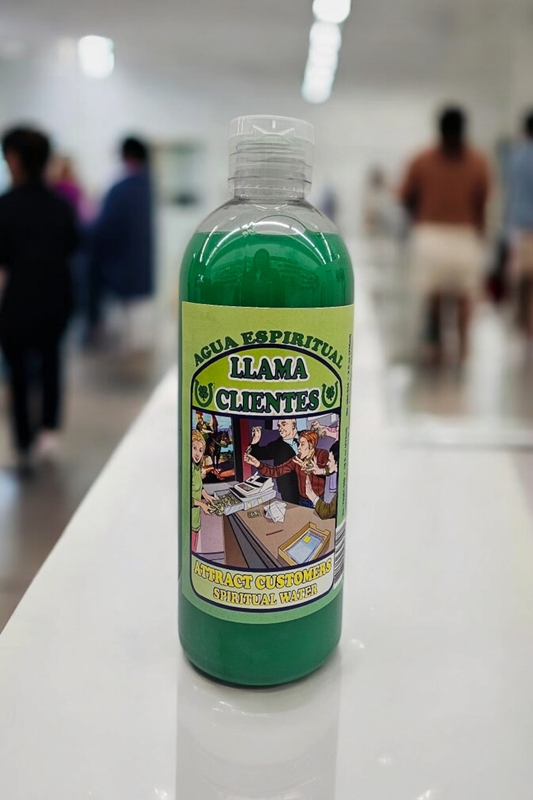 AGUA ESPIRITUAL
LLAMA
CLIENTES
ATTRACT CUSTOMERS
SPIRITUAL WATER